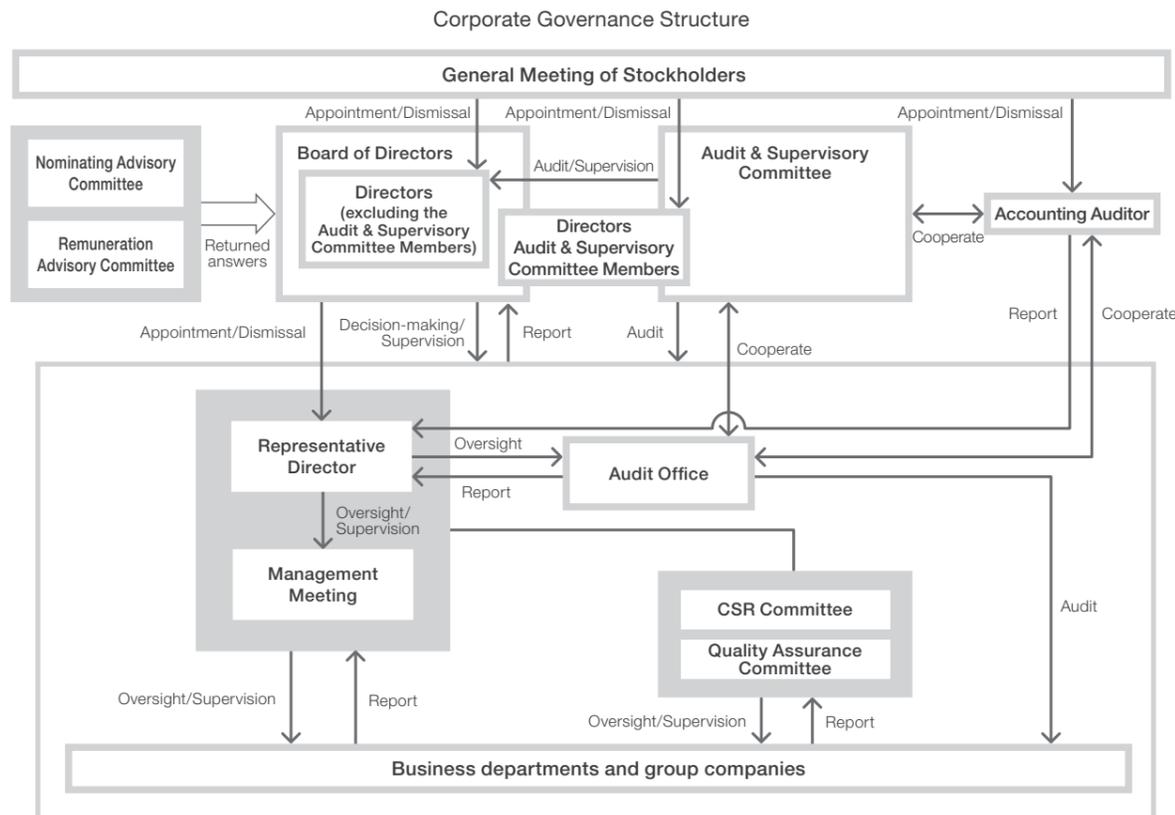 Corporate Governance Structure
General Meeting of Stockholders
Appointment/Dismissal
Appointment/Dismissal
Appointment/Dismissal
Nominating Advisory
Committee
Remuneration
Advisory Committee
Returned
answers
Board of Directors
Directors
(excluding the
Audit & Supervisory
Committee Members)
Audit/Supervision
Directors
Audit & Supervisory
Committee Members
Audit & Supervisory
Committee
Cooperate
Accounting Auditor
Appointment/Dismissal
Decision-making/
Supervision
Report
Audit
Cooperate
Report
Cooperate
Representative
Director
Oversight
Report
Audit Office
Oversight/
Supervision
Management
Meeting
CSR Committee
Quality Assurance
Committee
Audit
Oversight/Supervision
Report
Oversight/Supervision
Report
Business departments and group companies